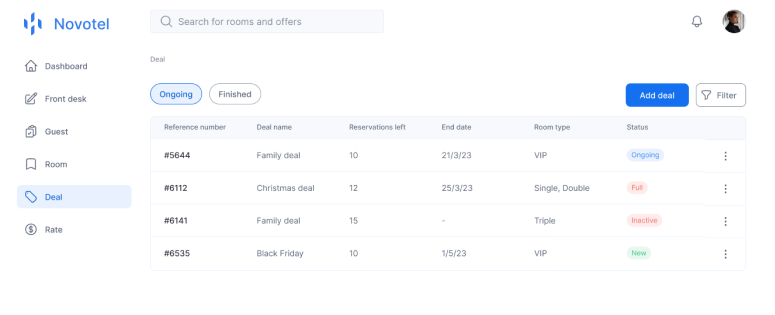 Novotel
Search for rooms and offers
Dashboard
Front desk
Guest
Room
Deal
Rate
Deal
Ongoing Finished
Add deal Filter
Reference number Deal name Reservations left End date Room type Status
#5644 Family deal 10 21/3/23 VIP Ongoing
#6112 Christmas deal 12 25/3/23 Single, Double Full
#6141 Family deal 15 - Triple Inactive
#6535 Black Friday 10 1/5/23 VIP New